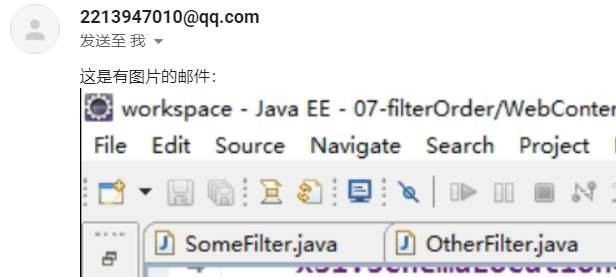 2213947010@qq.com
发送至 我
这是有图片的邮件：
workspace - Java EE - 07-filterOrder/WebConten
File Edit Source Navigate Search Project
SomeFilter.java OtherFilter.java